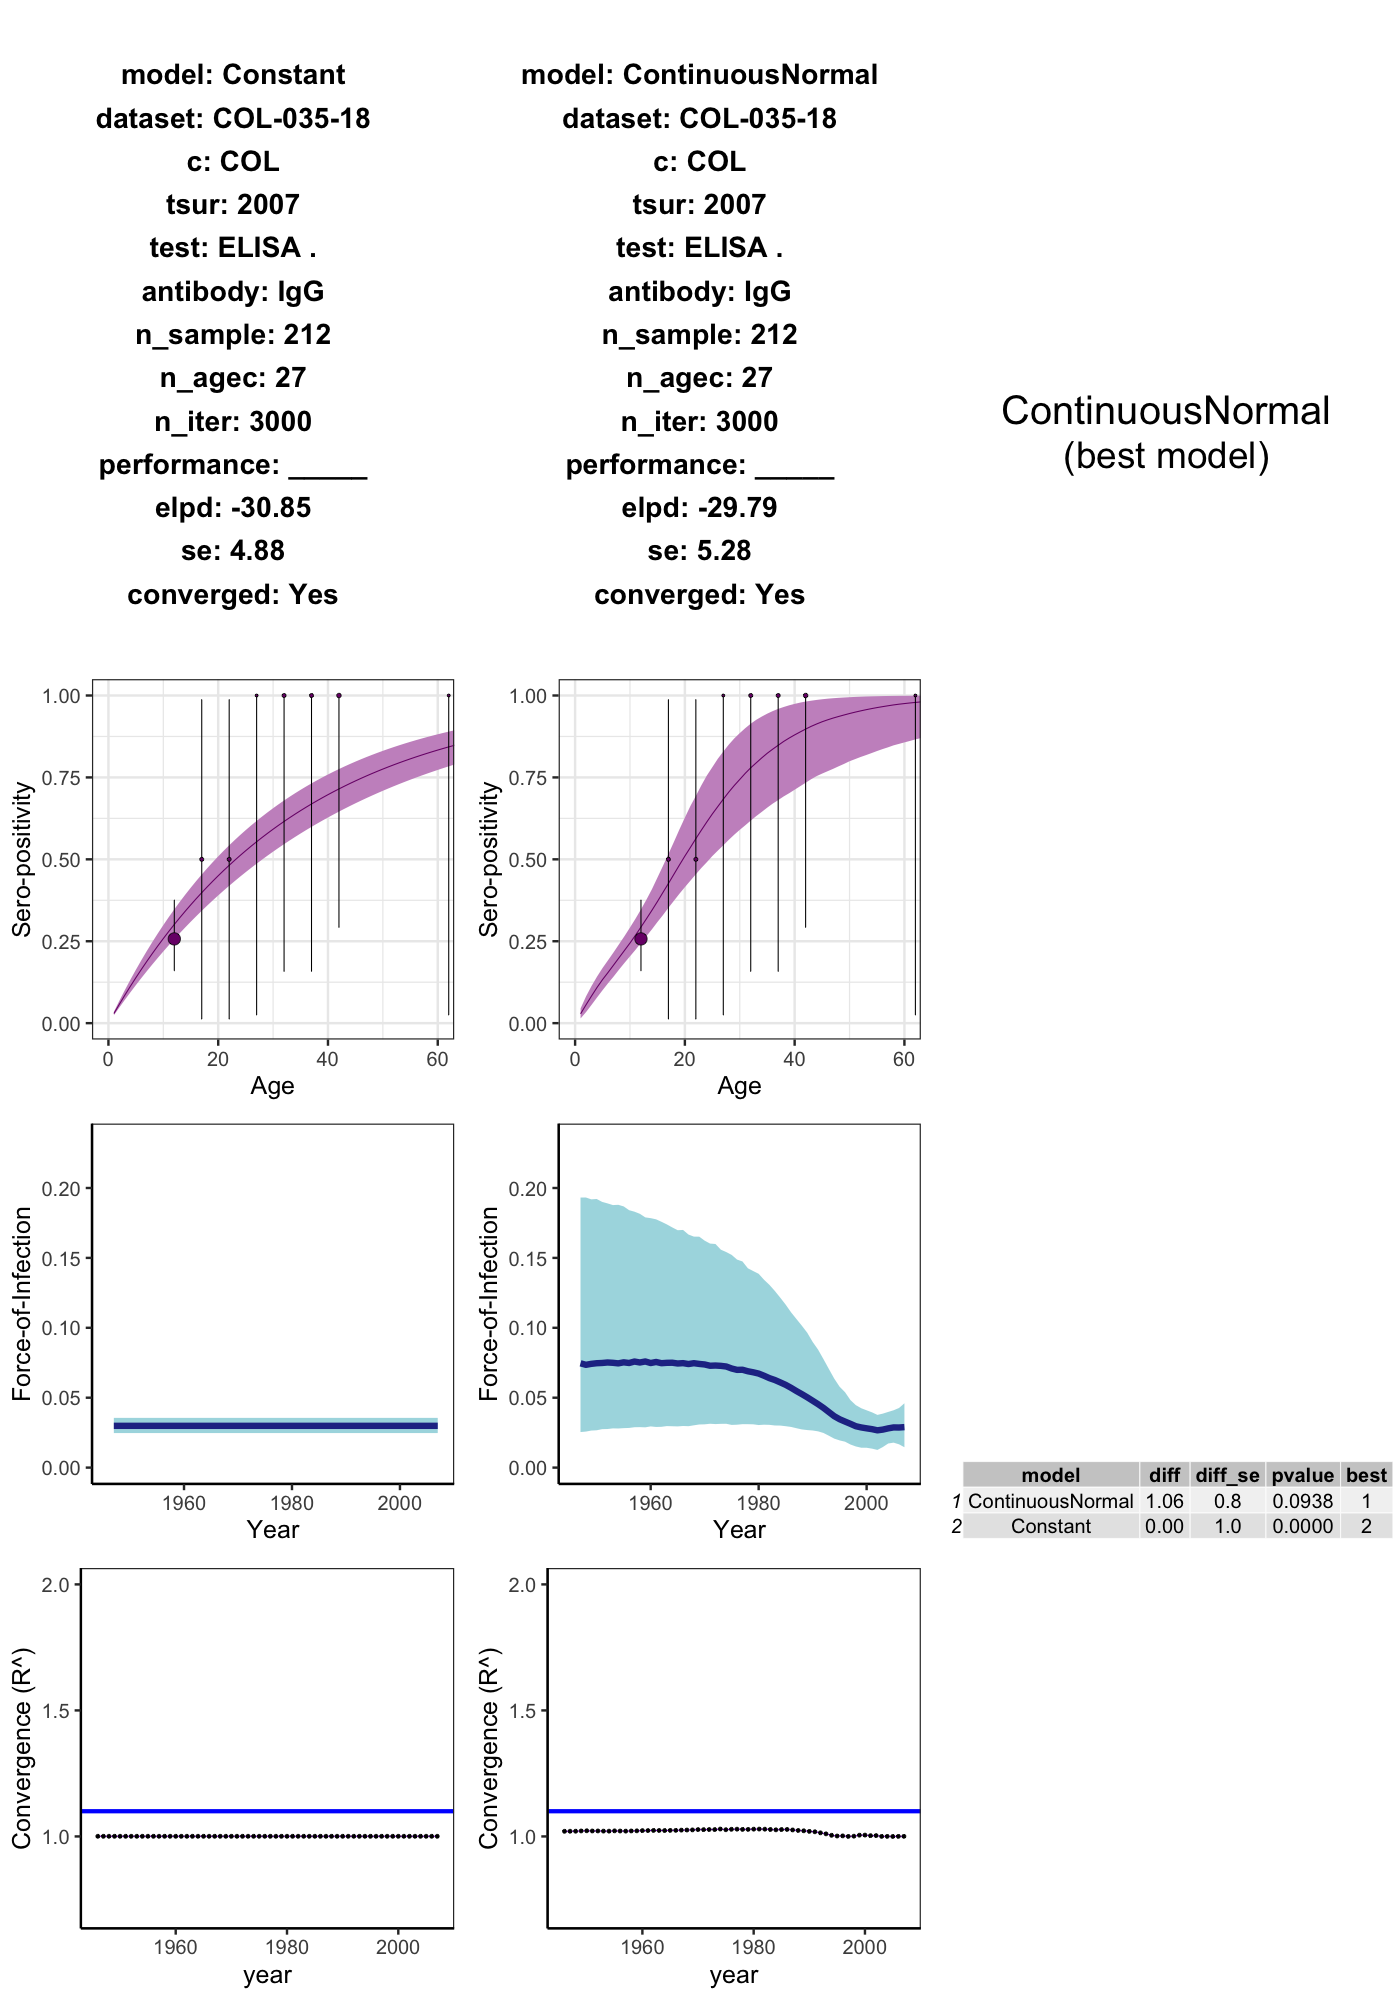 model: Constant
dataset: COL-035-18
c: COL
tsur: 2007
test: ELISA .
antibody: IgG
n_sample: 212
n_agec: 27
n_iter: 3000
performance: _____
elpd: -30.85
se: 4.88
converged: Yes
model: ContinuousNormal
dataset: COL-035-18
c: COL
tsur: 2007
test: ELISA .
antibody: IgG
n_sample: 212
n_agec: 27
n_iter: 3000
performance: _____
elpd: -29.79
se: 5.28
converged: Yes
ContinuousNormal
(best model)
Sero-positivity
1.00
0.75
0.50
0.25
0.00
0 20 40 60
Age
Sero-positivity
1.00
0.75
0.50
0.25
0.00
0 20 40 60
Age
Force-of-Infection
0.20
0.15
0.10
0.05
0.00
1960 1980 2000
Year
Force-of-Infection
0.20
0.15
0.10
0.05
0.00
1960 1980 2000
Year
model diff diff_se pvalue best
1 ContinuousNormal 1.06 0.8 0.0938 1
2 Constant 0.00 1.0 0.0000 2
Convergence (R^)
2.0
1.5
1.0
1960 1980 2000
year
Convergence (R^)
2.0
1.5
1.0
1960 1980 2000
year